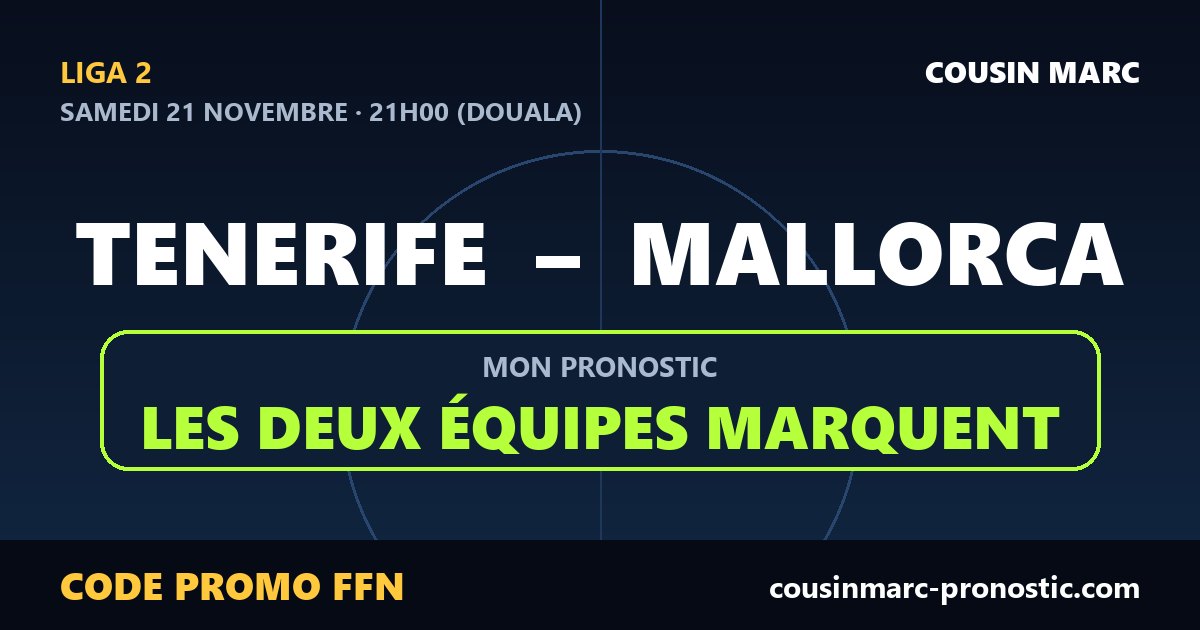 LIGA 2
COUSIN MARC
SAMEDI 21 NOVEMBRE · 21H00 (DOUALA)
TENERIFE – MALLORCA
MON PRONOSTIC
LES DEUX ÉQUIPES MARQUENT
CODE PROMO FFN
cousinmarc-pronostic.com